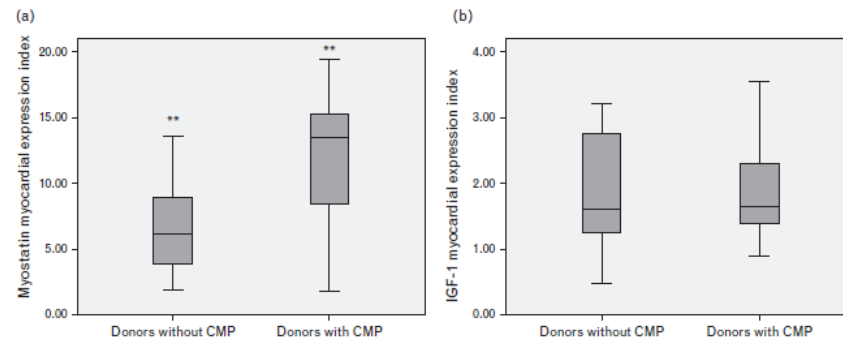 (a)
Myostatin myocardial expression index
20.00
15.00
10.00
5.00
0.00
**
**
Donors without CMP
Donors with CMP
(b)
IGF-1 myocardial expression index
4.00
3.00
2.00
1.00
0.00
Donors without CMP
Donors with CMP